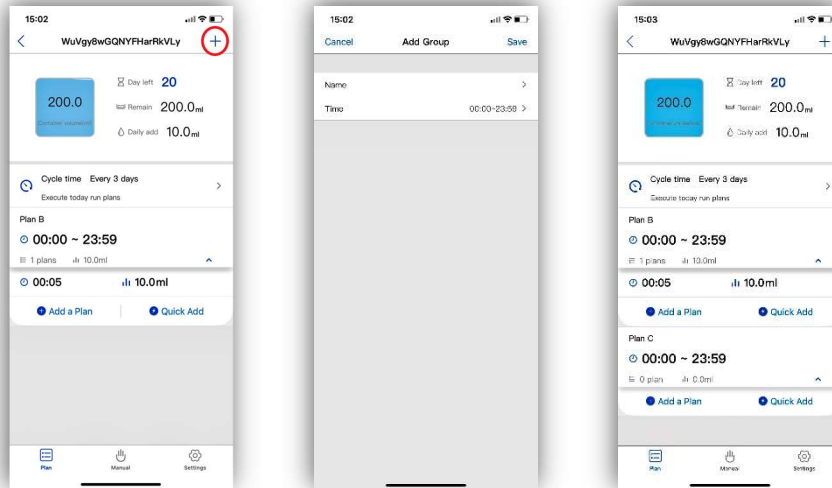 15:02
WuVgy8wGQNYFHarRkVLy
Day left 20
200.0
Remain 200.0ml
Daily add 10.0ml
Cycle time Every 3 days
Execute today run plans
Plan B
00:00 ~ 23:59
1 plans 10.0ml
00:05 10.0ml
Add a Plan Quick Add
Plan Manual Settings
15:02
Cancel Add Group Save
Name
Time 00:00~23:59
15:03
WuVgy8wGQNYFHarRkVLy
Day left 20
200.0
Remain 200.0ml
Daily add 10.0ml
Cycle time Every 3 days
Execute today run plans
Plan B
00:00 ~ 23:59
1 plans 10.0ml
00:05 10.0ml
Add a Plan Quick Add
Plan C
00:00 ~ 23:59
0 plan 0.0ml
Add a Plan Quick Add
Plan Manual Settings